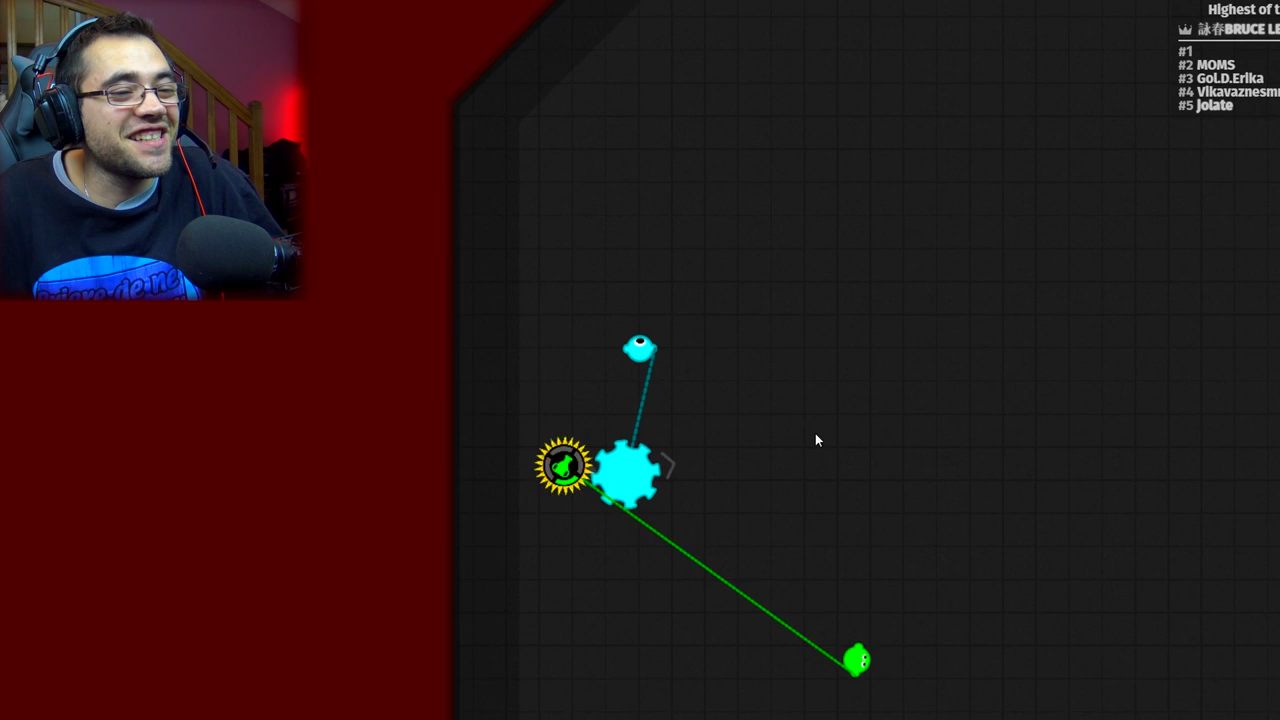 Highest of t
詠春BRUCE LE
#1
#2 MOMS
#3 GoLD.Erika
#4 Vikavaznesm
#5 Jolate